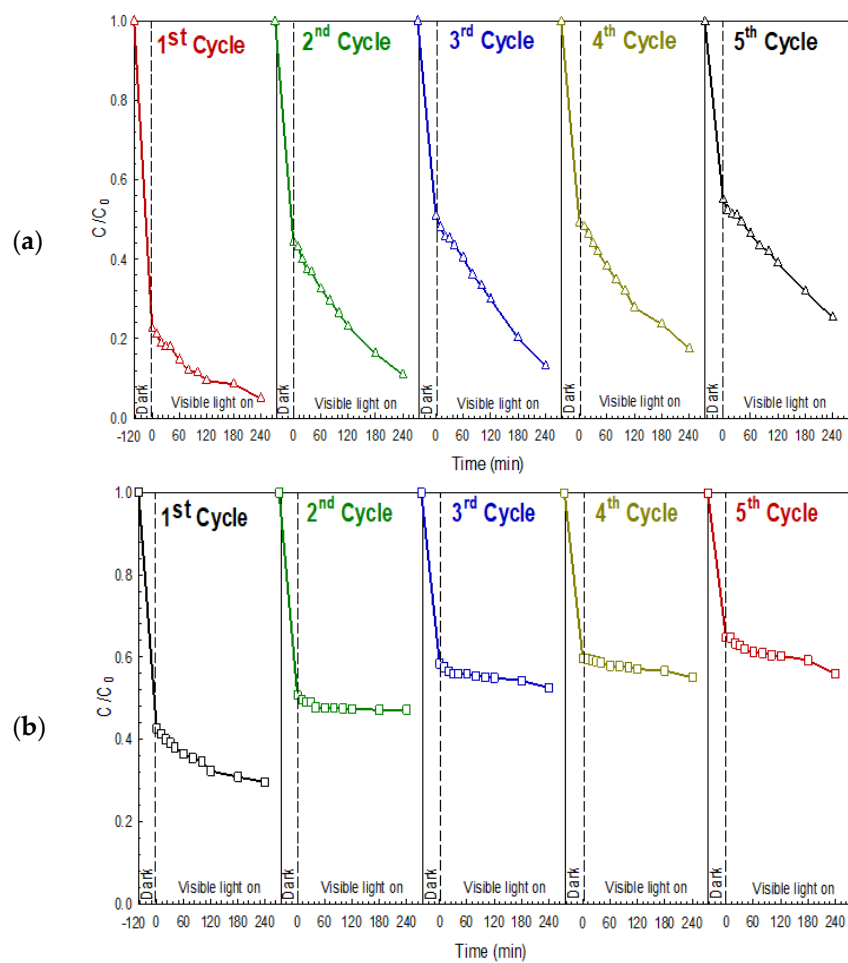 (a)
C/C0
1.0
0.8
0.6
0.4
0.2
0.0
1st Cycle
2nd Cycle
3rd Cycle
4th Cycle
5th Cycle
Dark
Visible light on
Dark
Visible light on
Dark
Visible light on
Dark
Visible light on
Dark
Visible light on
-120 0 60 120 180 240 0 60 120 180 240 0 60 120 180 240 0 60 120 180 240 0 60 120 180 240
Time (min)
(b)
C/C0
1.0
0.8
0.6
0.4
0.2
0.0
1st Cycle
2nd Cycle
3rd Cycle
4th Cycle
5th Cycle
Dark
Visible light on
Dark
Visible light on
Dark
Visible light on
Dark
Visible light on
Dark
Visible light on
-120 0 60 120 180 240 0 60 120 180 240 0 60 120 180 240 0 60 120 180 240 0 60 120 180 240
Time (min)